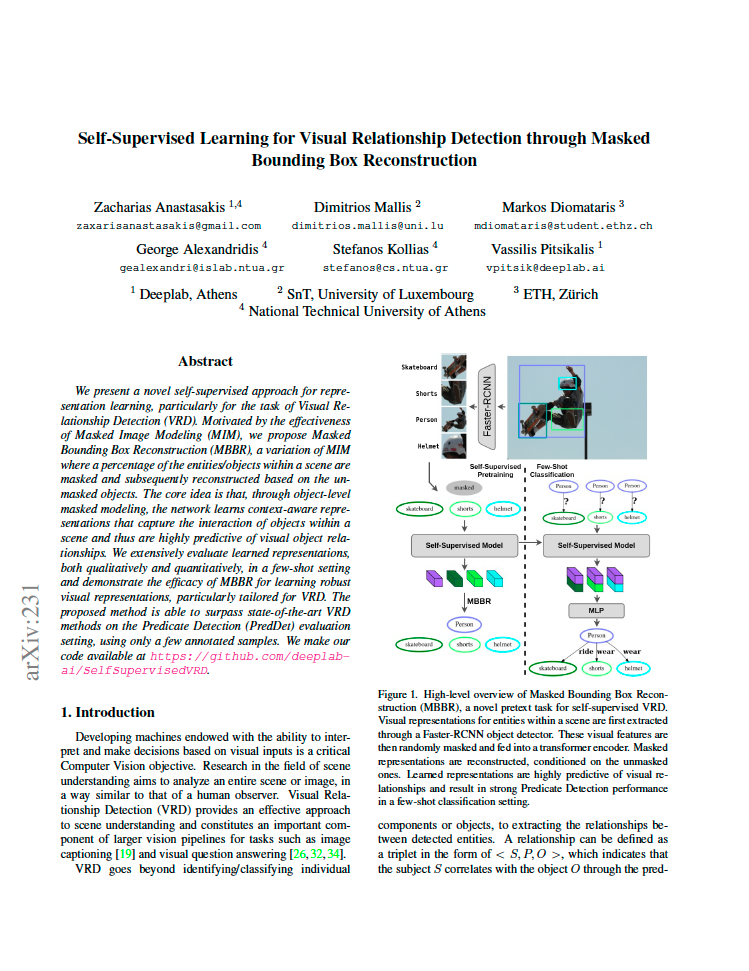 Self-Supervised Learning for Visual Relationship Detection through Masked
Bounding Box Reconstruction
Zacharias Anastasakis 1,4
zaxarisanastasakis@gmail.com
Dimitrios Mallis 2
dimitrios.mallis@uni.lu
Markos Diomataris 3
mdiomataris@student.ethz.ch
George Alexandridis 4
gealexandri@islab.ntua.gr
Stefanos Kollias 4
stefanos@cs.ntua.gr
Vassilis Pitsikalis 1
vpitsik@deeplab.ai
1 Deeplab, Athens 2 SnT, University of Luxembourg 3 ETH, Zürich
4 National Technical University of Athens
arXiv:231
Abstract
We present a novel self-supervised approach for repre-
sentation learning, particularly for the task of Visual Re-
lationship Detection (VRD). Motivated by the effectiveness
of Masked Image Modeling (MIM), we propose Masked
Bounding Box Reconstruction (MBBR), a variation of MIM
where a percentage of the entities/objects within a scene are
masked and subsequently reconstructed based on the un-
masked objects. The core idea is that, through object-level
masked modeling, the network learns context-aware repre-
sentations that capture the interaction of objects within a
scene and thus are highly predictive of visual object rela-
tionships. We extensively evaluate learned representations,
both qualitatively and quantitatively, in a few-shot setting
and demonstrate the efficacy of MBBR for learning robust
visual representations, particularly tailored for VRD. The
proposed method is able to surpass state-of-the-art VRD
methods on the Predicate Detection (PredDet) evaluation
setting, using only a few annotated samples. We make our
code available at https://github.com/deeplab-
ai/SelfSupervisedVRD.
1. Introduction
Developing machines endowed with the ability to inter-
pret and make decisions based on visual inputs is a critical
Computer Vision objective. Research in the field of scene
understanding aims to analyze an entire scene or image, in
a way similar to that of a human observer. Visual Rela-
tionship Detection (VRD) provides an effective approach
to scene understanding and constitutes an important com-
ponent of larger vision pipelines for tasks such as image
captioning [19] and visual question answering [26,32,34].
VRD goes beyond identifying/classifying individual
Skateboard
Shorts
Person
Helmet
Faster-RCNN
Self-Supervised
Pretraining
Few-Shot
Classification
masked
skateboard shorts helmet
Person Person Person
? ? ?
skateboard shorts helmet
Self-Supervised Model
Self-Supervised Model
MBBR
MLP
Person
skateboard shorts helmet
Person
ride wear wear
skateboard shorts helmet
Figure 1. High-level overview of Masked Bounding Box Recon-
struction (MBBR), a novel pretext task for self-supervised VRD.
Visual representations for entities within a scene are first extracted
through a Faster-RCNN object detector. These visual features are
then randomly masked and fed into a transformer encoder. Masked
representations are reconstructed, conditioned on the unmasked
ones. Learned representations are highly predictive of visual re-
lationships and result in strong Predicate Detection performance
in a few-shot classification setting.
components or objects, to extracting the relationships be-
tween detected entities. A relationship can be defined as
a triplet in the form of < S, P, O >, which indicates that
the subject S correlates with the object O through the pred-